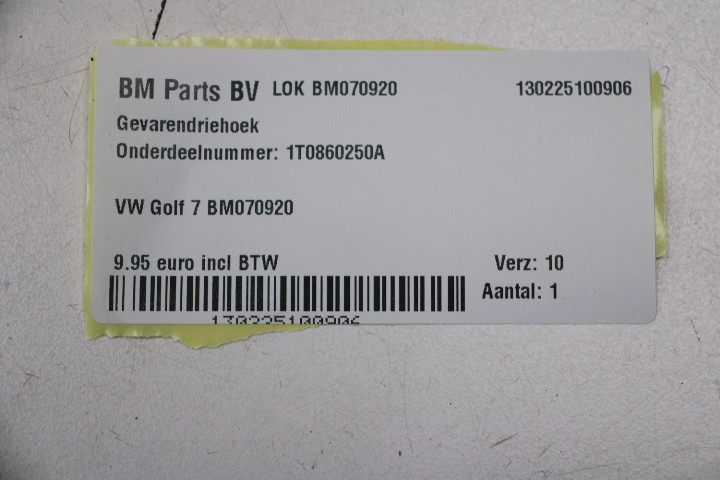 BM Parts BV LOK BM070920 130225100906
Gevarendriehoek
Onderdeelnummer: 1T0860250A
VW Golf 7 BM070920
9.95 euro incl BTW Verz: 10
Aantal: 1
130225100906